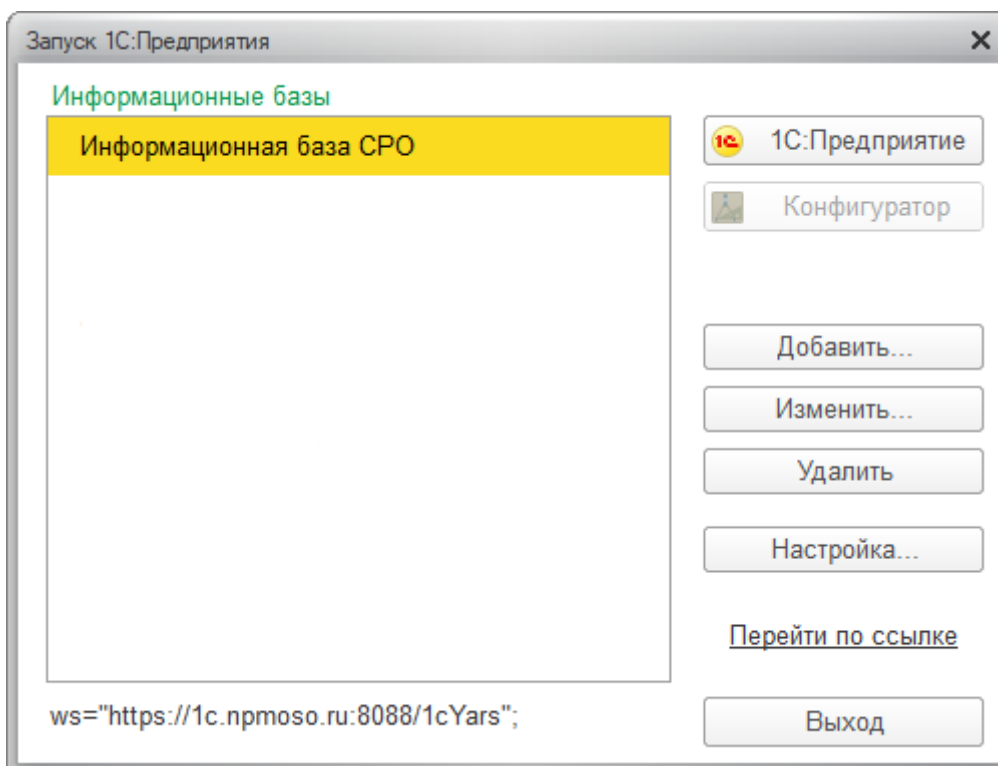 Запуск 1С:Предприятия
Информационные базы
Информационная база СРО
1С:Предприятие
Конфигуратор
Добавить...
Изменить...
Удалить
Настройка...
Перейти по ссылке
ws="https://1c.npmoso.ru:8088/1cYars";
Выход